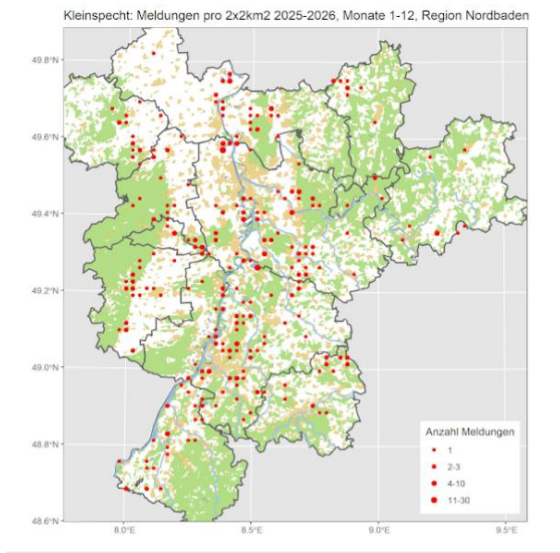 Kleinspecht: Meldungen pro 2x2km2 2025-2026, Monate 1-12, Region Nordbaden
49.8°N
49.6°N
49.4°N
49.2°N
49.0°N
48.8°N
48.6°N
8.0°E
8.5°E
9.0°E
9.5°E
Anzahl Meldungen
1
2-3
4-10
11-30